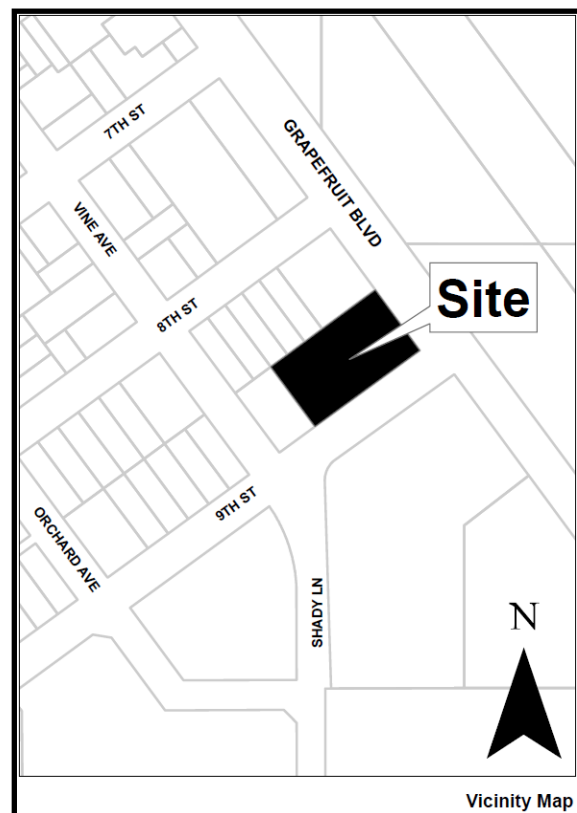 7TH ST
GRAPEFRUIT BLVD
VINE AVE
8TH ST
Site
9TH ST
ORCHARD AVE
SHADY LN
N
Vicinity Map